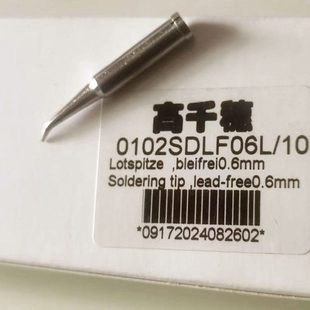 高千穗
0102SDLF06L/10
Lotspitze ,bleifrei0.6mm
Soldering tip ,lead-free0.6mm
*09172024082602*